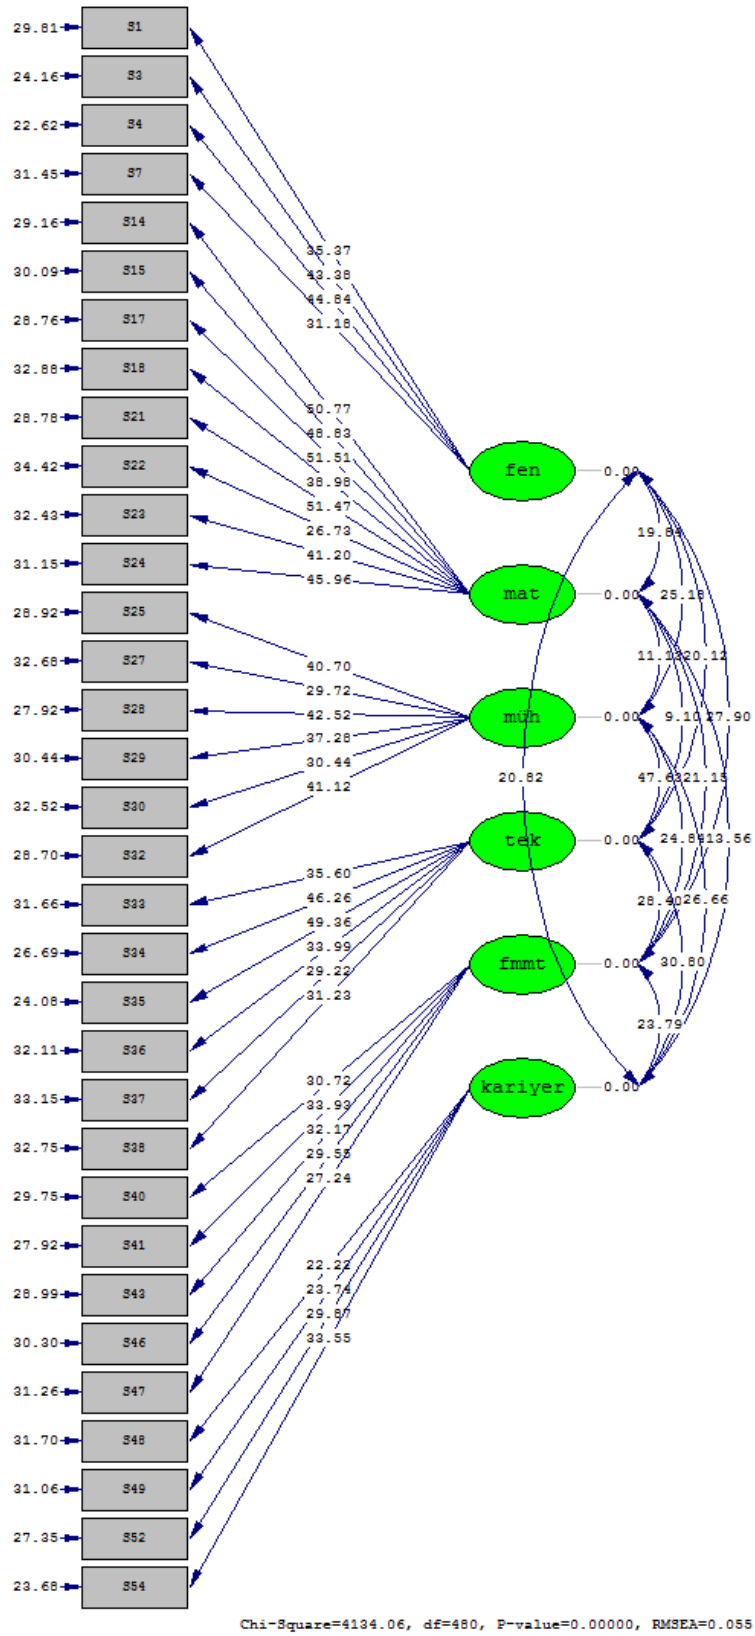 29.81 S1
24.16 S3
22.62 S4
31.45 S7
29.16 S14
30.09 S15
28.76 S17
32.88 S18
28.78 S21
34.42 S22
32.43 S23
31.15 S24
28.92 S25
32.68 S27
27.92 S28
30.44 S29
32.52 S30
28.70 S32
31.66 S33
26.69 S34
24.08 S35
32.11 S36
33.15 S37
32.75 S38
29.75 S40
27.92 S41
28.99 S43
30.30 S46
31.26 S47
31.70 S48
31.06 S49
27.35 S52
23.68 S54
35.37
43.38
44.84
31.18
50.77
48.83
51.51
38.98
51.47
26.73
41.20
45.96
40.70
29.72
42.52
37.28
30.44
41.12
35.60
46.26
49.36
33.99
29.22
31.23
30.72
33.93
32.17
29.55
27.24
22.22
23.74
29.87
33.55
fen 0.00
mat 0.00
müh 0.00
tek 0.00
fmmt 0.00
kariyer 0.00
19.84
25.18
11.13 20.12
9.10 27.90
20.82
47.63 21.15
24.84 13.56
28.40 26.66
30.80
23.79
Chi-Square=4134.06, df=480, P-value=0.00000, RMSEA=0.055